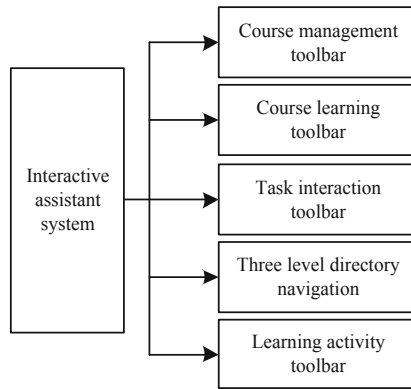 Course management
toolbar
Course learning
toolbar
Interactive
assistant
system
Task interaction
toolbar
Three level directory
navigation
Learning activity
toolbar